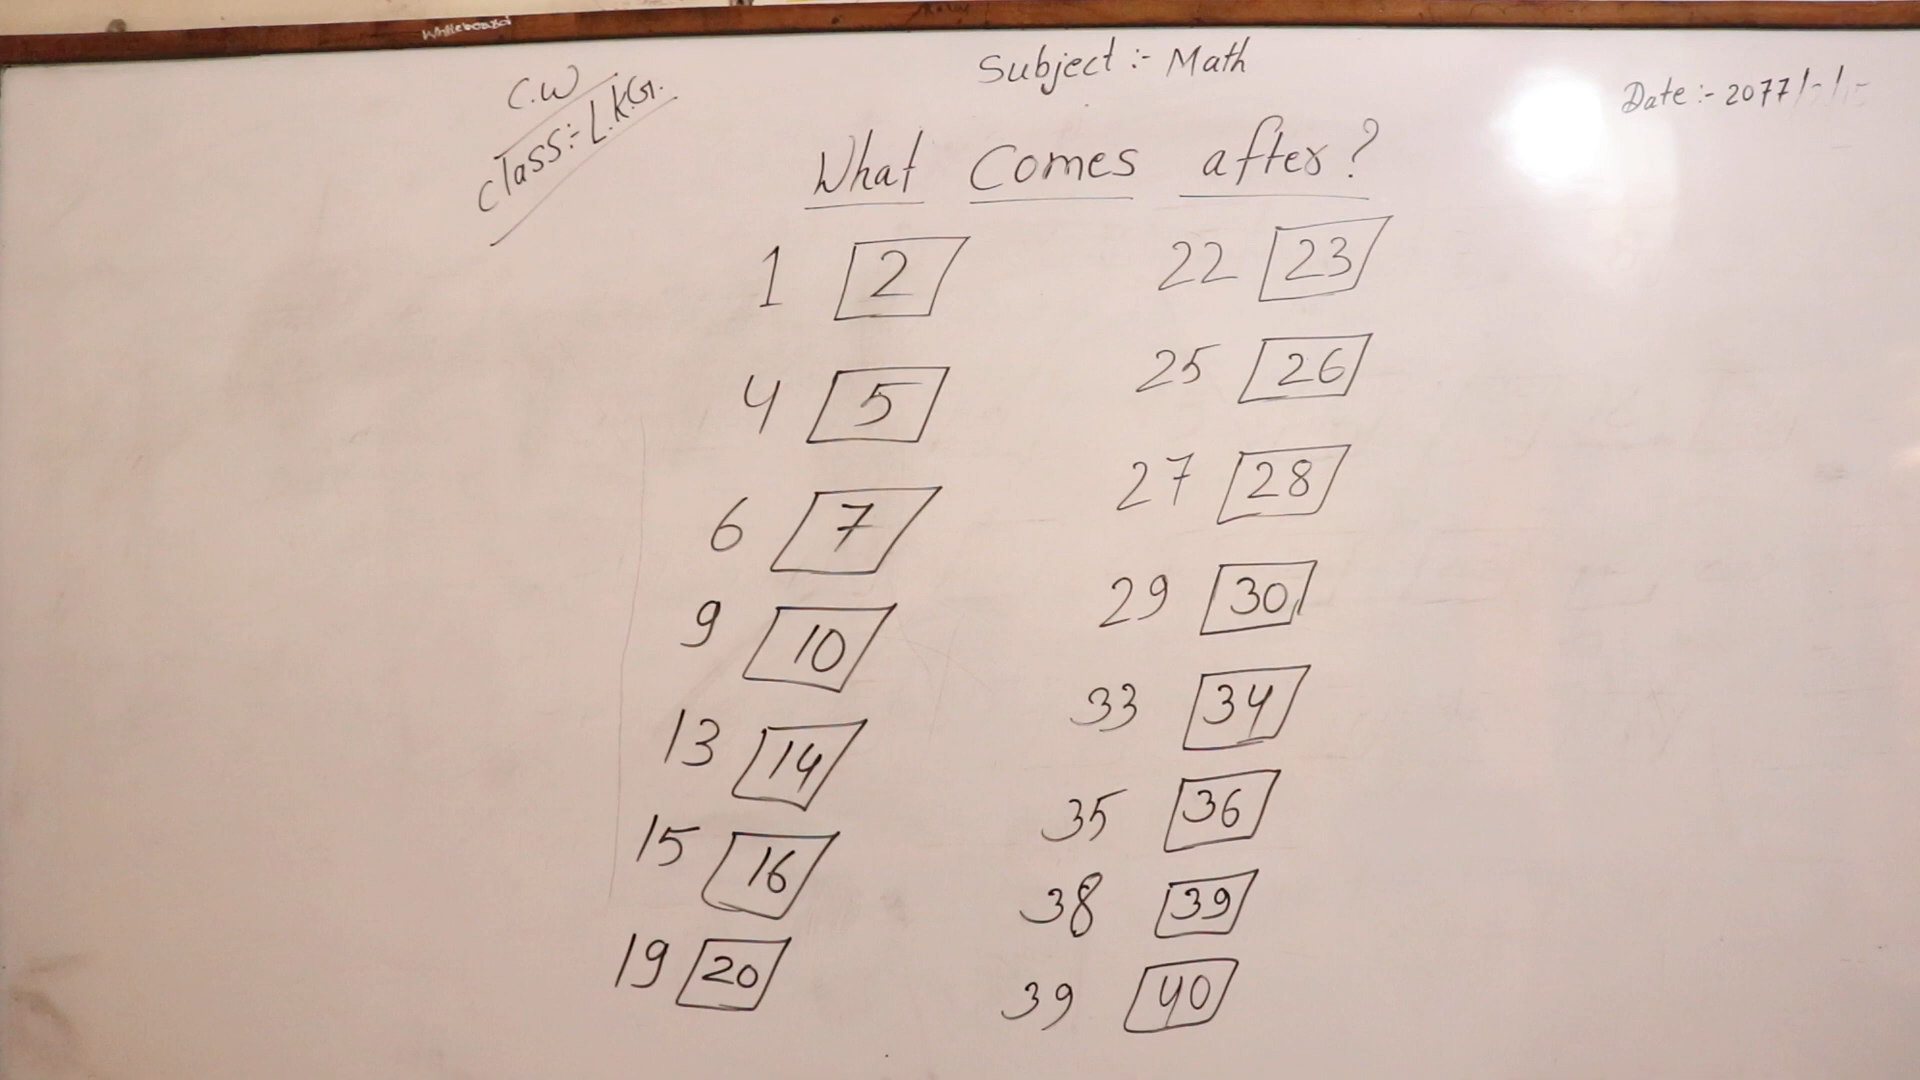 Whiteboard
C.W
Class:- L.K.G.
Subject :- Math
Date :- 2077/
What Comes after?
1 2
4 5
6 7
9 10
13 14
15 16
19 20
22 23
25 26
27 28
29 30
33 34
35 36
38 39
39 40